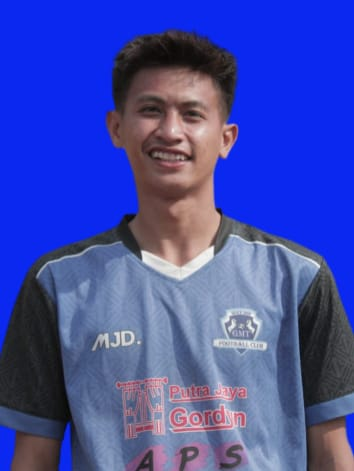 MJD.
GMT
FOOTBALL CLUB
Putra Jaya
Gordyn
APS